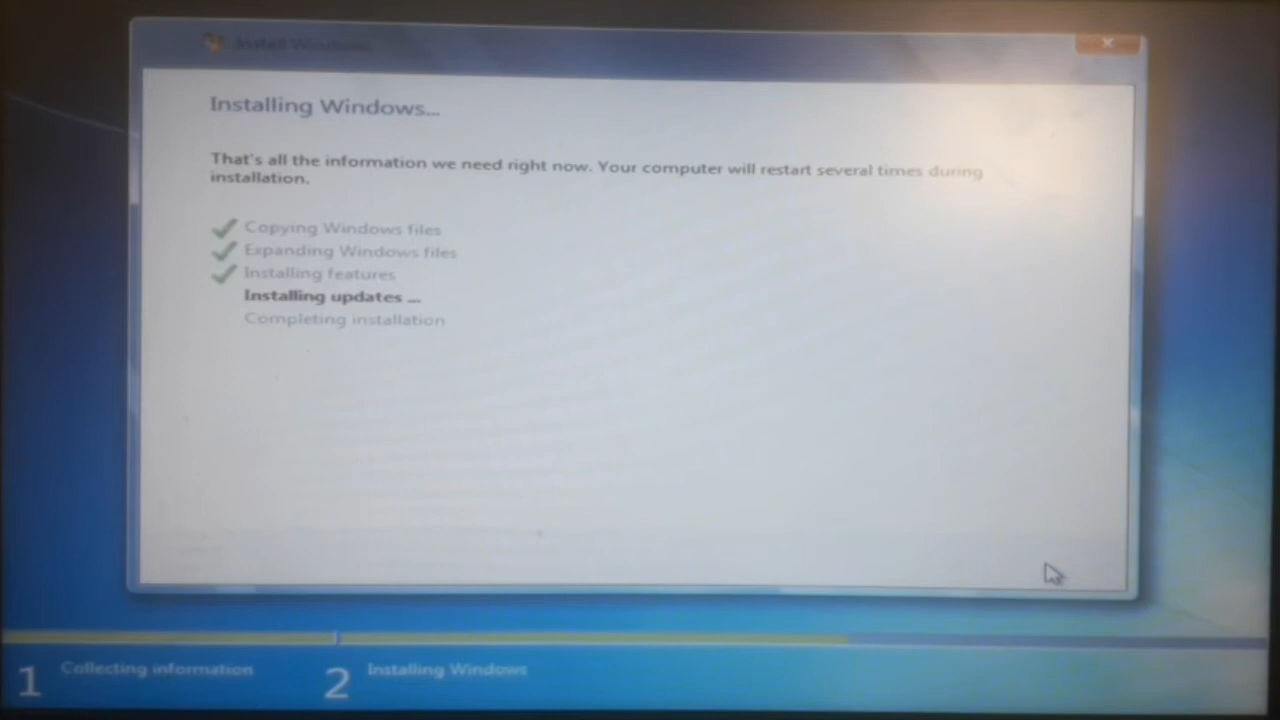 Install Windows
Installing Windows...
That's all the information we need right now. Your computer will restart several times during
installation.
Copying Windows files
Expanding Windows files
Installing features
Installing updates ...
Completing installation
1 Collecting information
2 Installing Windows